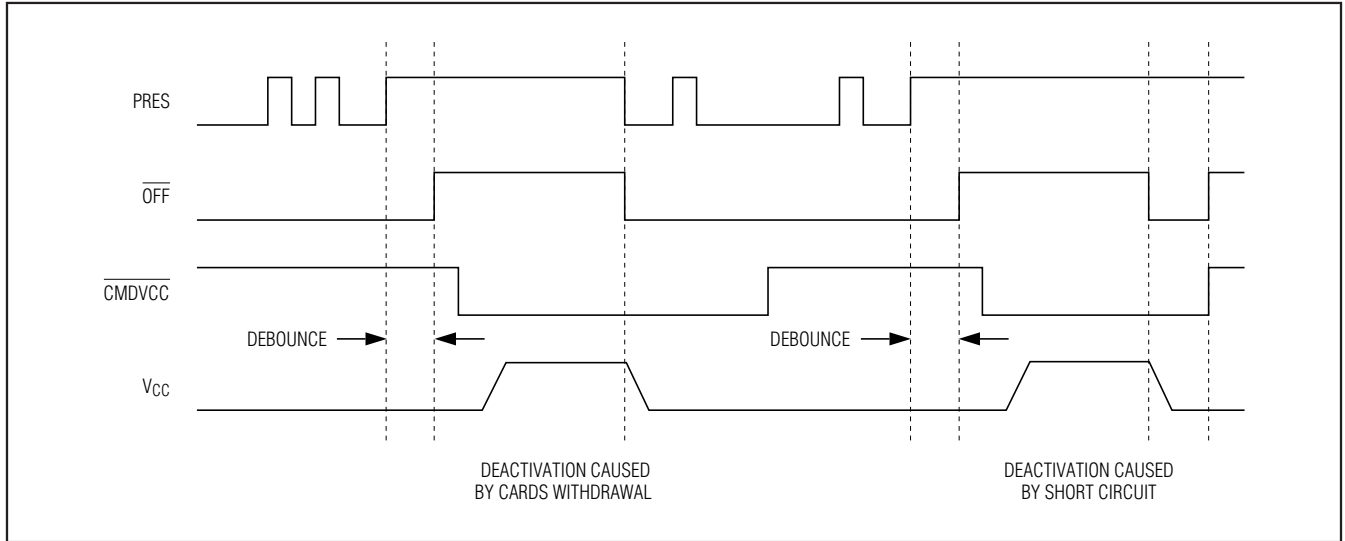 PRES
OFF
CMDVCC
DEBOUNCE
DEBOUNCE
VCC
DEACTIVATION CAUSED
BY CARDS WITHDRAWAL
DEACTIVATION CAUSED
BY SHORT CIRCUIT